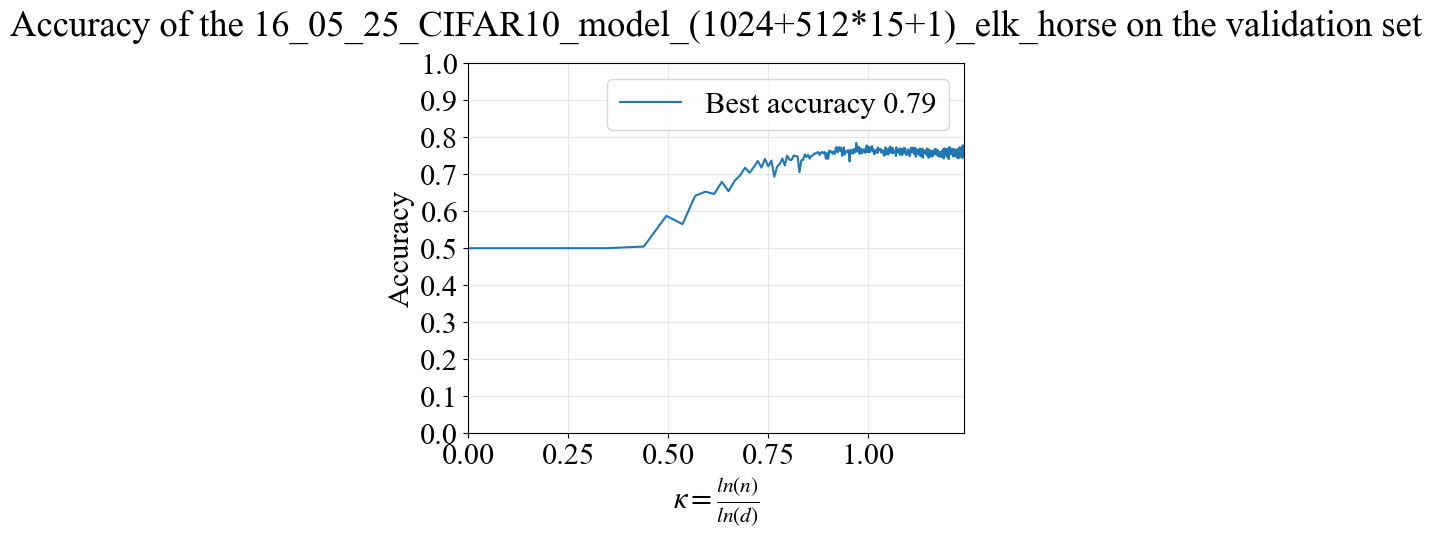 Accuracy of the 16_05_25_CIFAR10_model_(1024+512*15+1)_elk_horse on the validation set
1.0
Best accuracy 0.79
0.9
0.8
0.7
0.6
Accuracy
0.5
0.4
0.3
0.2
0.1
0.0
0.00 0.25 0.50 0.75 1.00
κ = ln(n)/ln(d)